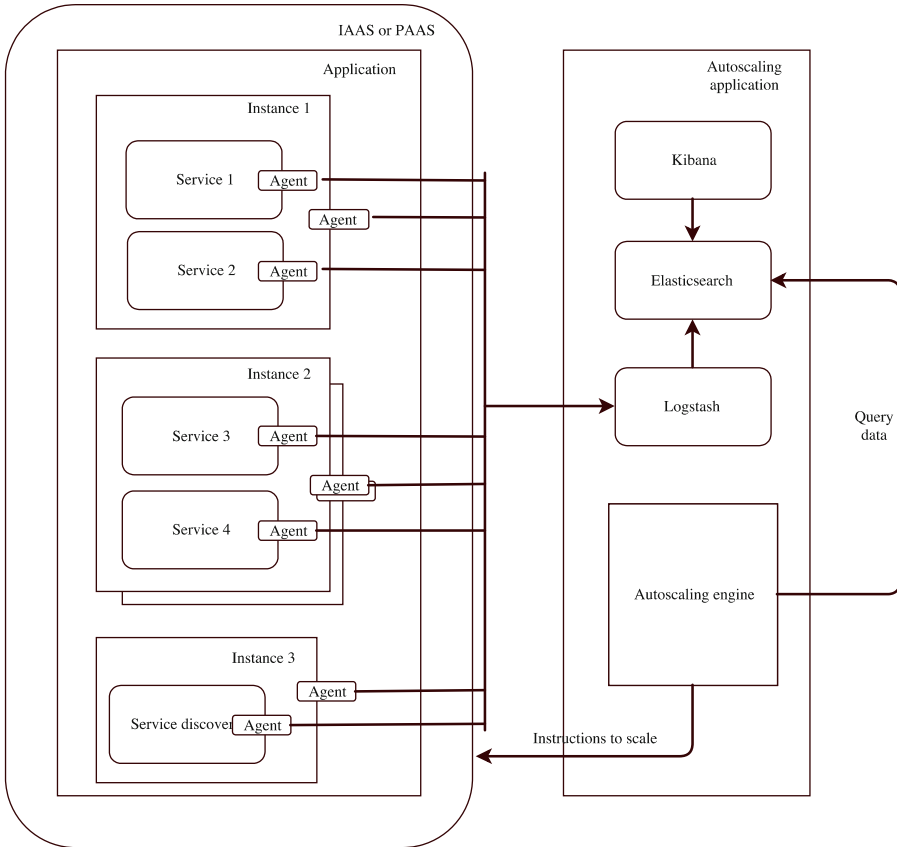 IAAS or PAAS
Application
Instance 1
Service 1
Agent
Agent
Service 2
Agent
Instance 2
Service 3
Agent
Agent
Service 4
Agent
Instance 3
Agent
Service discover
Agent
Autoscaling
application
Kibana
Elasticsearch
Logstash
Query
data
Autoscaling engine
Instructions to scale